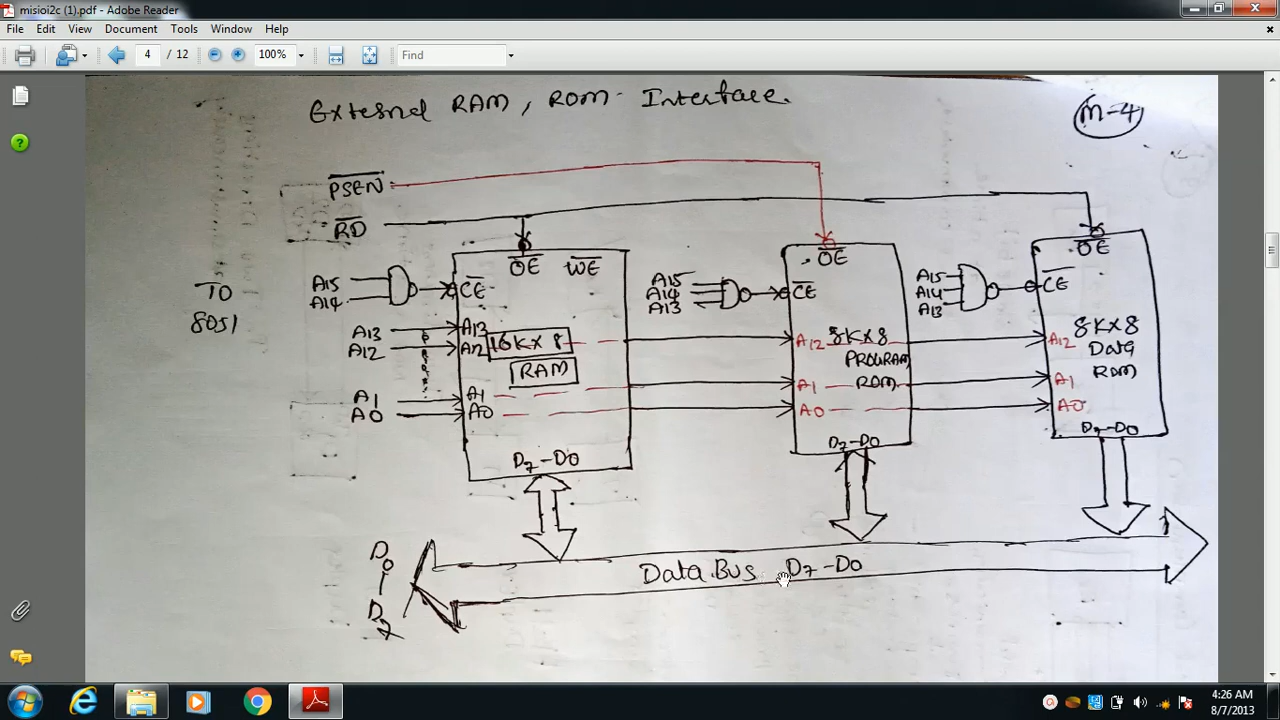 misioi2c (1).pdf - Adobe Reader
File Edit View Document Tools Window Help
4 / 12 100% Find
External RAM, ROM Interface.
M-4
PSEN
RD
TO
8051
A15
A14
A13
A12
A1
A0
OE WE
CE
A13
A12
16K X 8
RAM
A1
A0
D7-D0
A15
A14
A13
OE
CE
A12 8K X 8
PROGRAM
A1 ROM
A0
D7-D0
A15
A14
A13
OE
CE
8K X 8
A12 DATA
ROM
A1
A0
D7-D0
D0
D7
Data Bus D7-D0
4:26 AM
8/7/2013